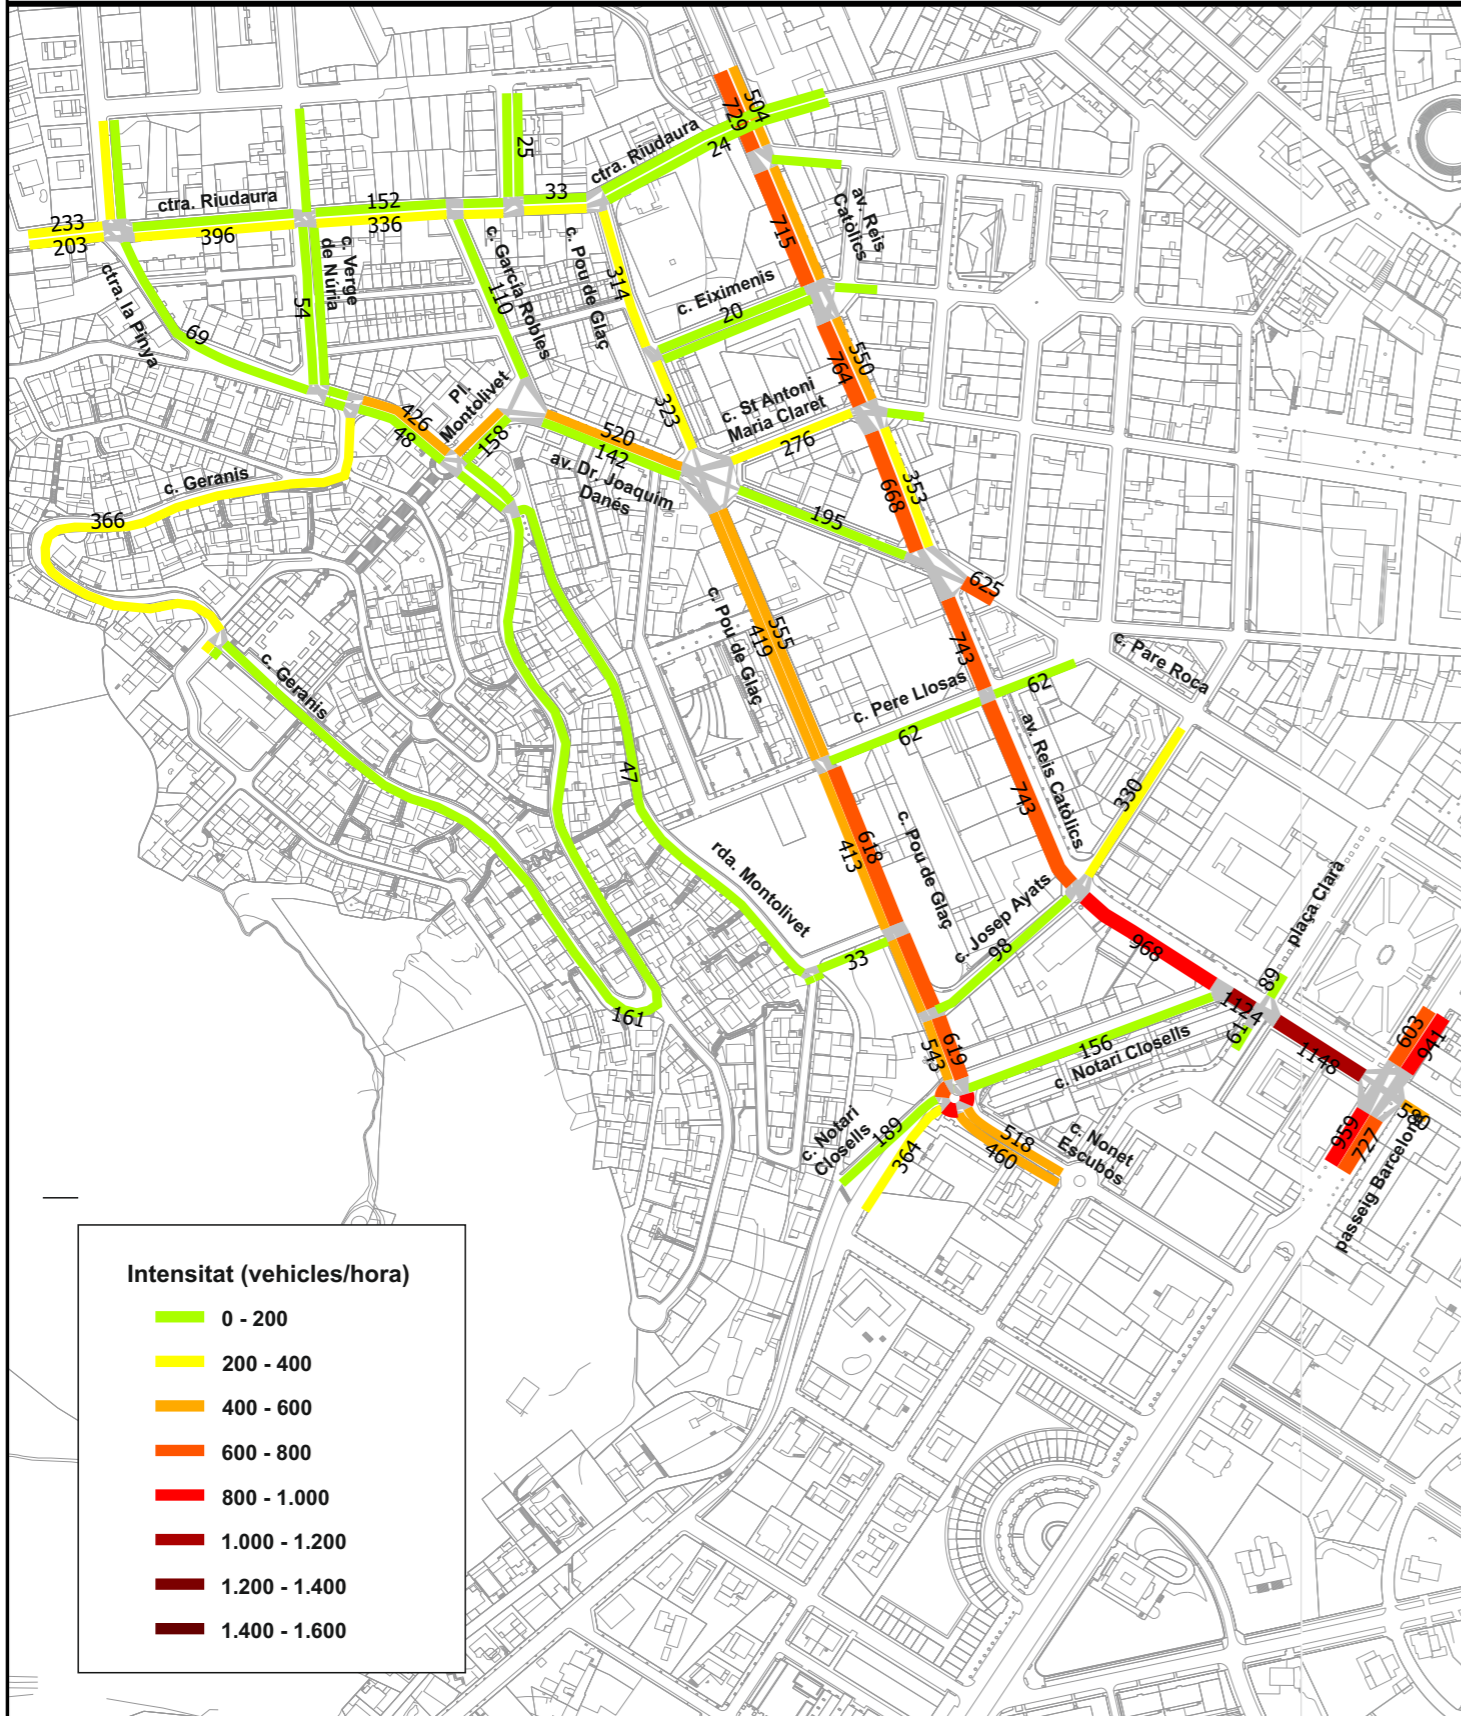 504
729
24
ctra. Riudaura
25
33
152
336
ctra. Riudaura
233
203
396
c. Verge
de Núria
54
ctra. la Pinya
69
c. García Robles
110
c. Pou de Glaç
314
c. Eiximenis
20
715
av. Reis
Catòlics
764
550
323
c. St Antoni
Maria Claret
276
Pl.
Montolivet
426
48
158
520
142
av. Dr. Joaquim
Danés
c. Geranis
366
195
668
353
625
c. Geranis
555
419
c. Pou de Glaç
743
c. Pere Llosas
62
62
c. Pare Roca
av. Reis Catòlics
743
330
47
rda. Montolivet
618
413
c. Pou de Glaç
c. Josep Ayats
98
968
plaça Clarà
89
1124
61
1148
603
941
33
161
543
619
156
c. Notari Closells
c. Notari
Closells
189
364
518
460
c. Nonet
Escubós
959
727
580
passeig Barcelona
Intensitat (vehicles/hora)
0 - 200
200 - 400
400 - 600
600 - 800
800 - 1.000
1.000 - 1.200
1.200 - 1.400
1.400 - 1.600